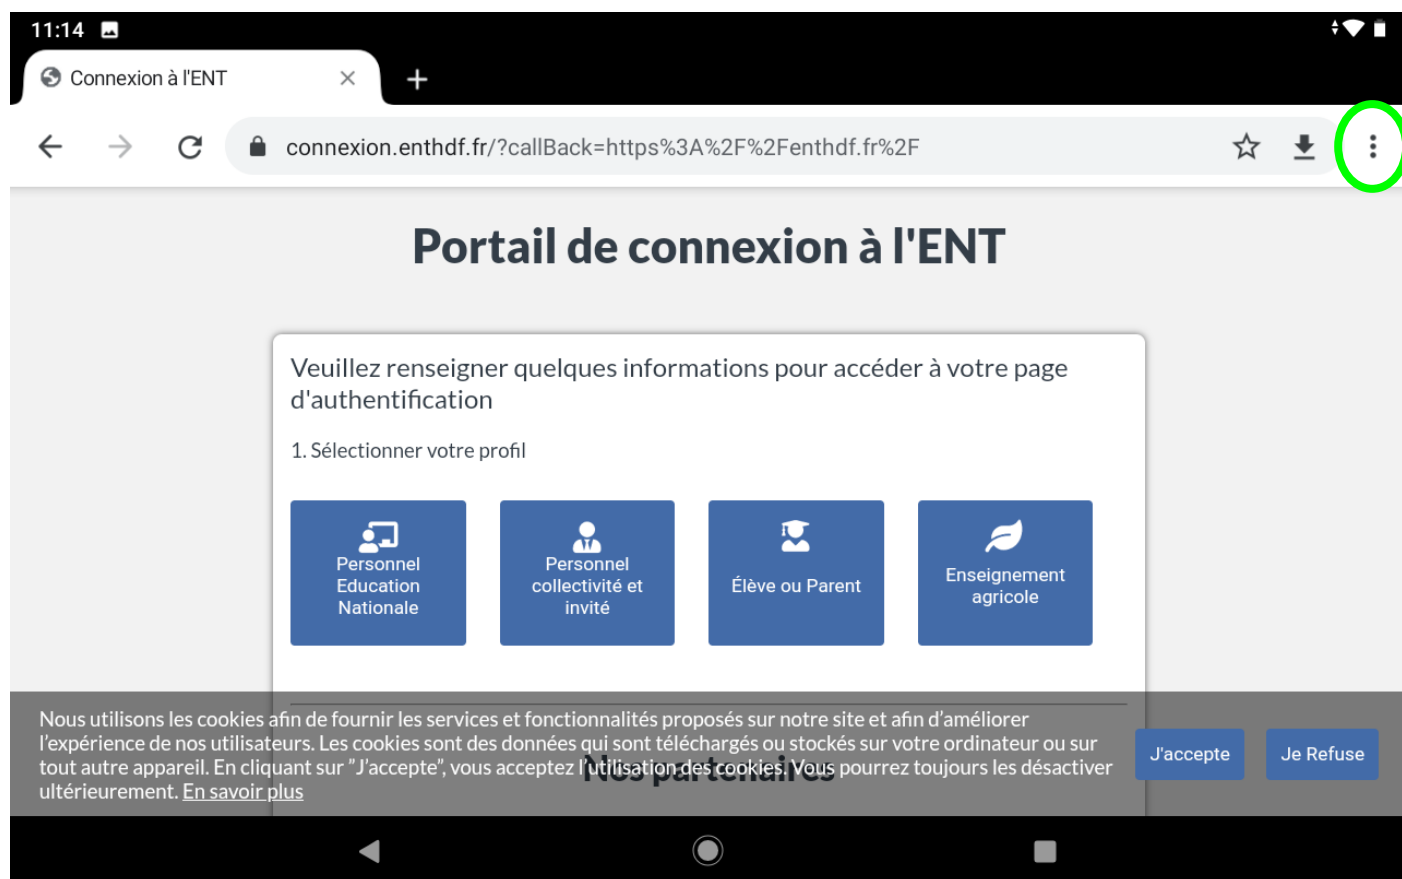 11:14
Connexion à l'ENT
connexion.enthdf.fr/?callBack=https%3A%2F%2Fenthdf.fr%2F
Portail de connexion à l'ENT
Veuillez renseigner quelques informations pour accéder à votre page
d'authentification
1. Sélectionner votre profil
Personnel
Education
Nationale
Personnel
collectivité et
invité
Élève ou Parent
Enseignement
agricole
Nous utilisons les cookies afin de fournir les services et fonctionnalités proposés sur notre site et afin d’améliorer
l’expérience de nos utilisateurs. Les cookies sont des données qui sont téléchargés ou stockés sur votre ordinateur ou sur
tout autre appareil. En cliquant sur ”J’accepte”, vous acceptez l’utilisation des cookies. Vous pourrez toujours les désactiver
ultérieurement. En savoir plus
Nos partenaires
J'accepte
Je Refuse